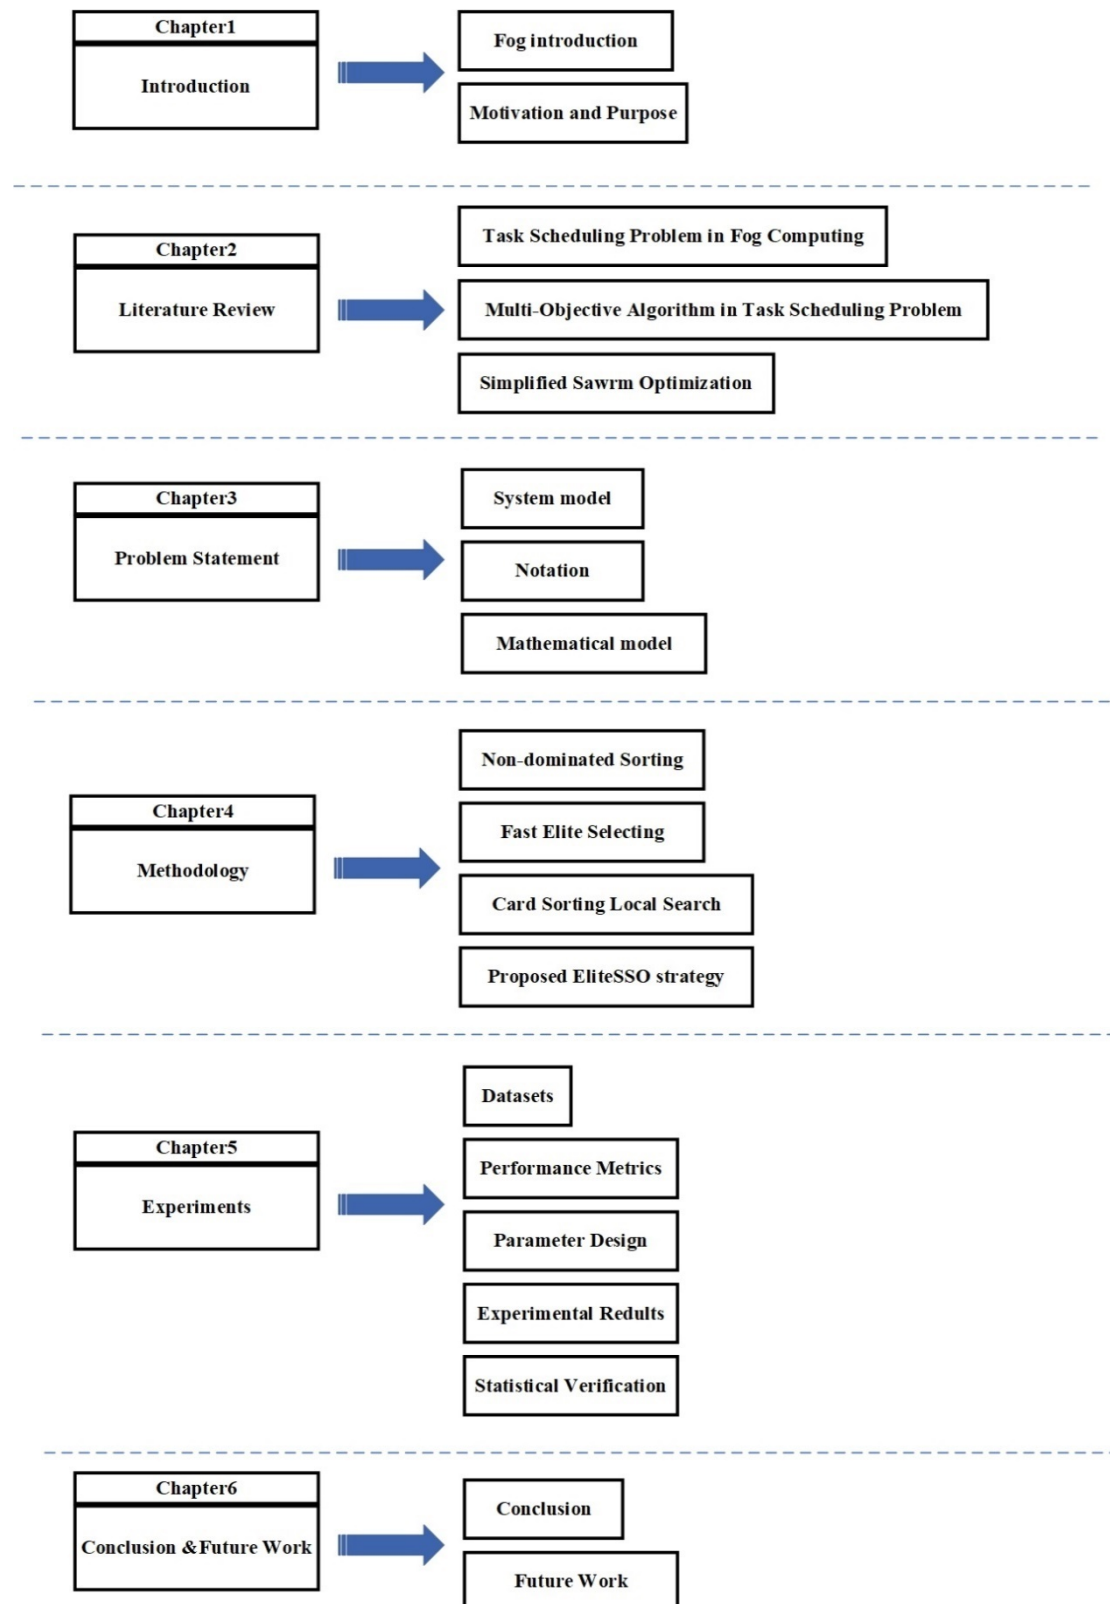 Chapter1
Introduction
Fog introduction
Motivation and Purpose
Chapter2
Literature Review
Task Scheduling Problem in Fog Computing
Multi-Objective Algorithm in Task Scheduling Problem
Simplified Sawrm Optimization
Chapter3
Problem Statement
System model
Notation
Mathematical model
Chapter4
Methodology
Non-dominated Sorting
Fast Elite Selecting
Card Sorting Local Search
Proposed EliteSSO strategy
Chapter5
Experiments
Datasets
Performance Metrics
Parameter Design
Experimental Redults
Statistical Verification
Chapter6
Conclusion &Future Work
Conclusion
Future Work